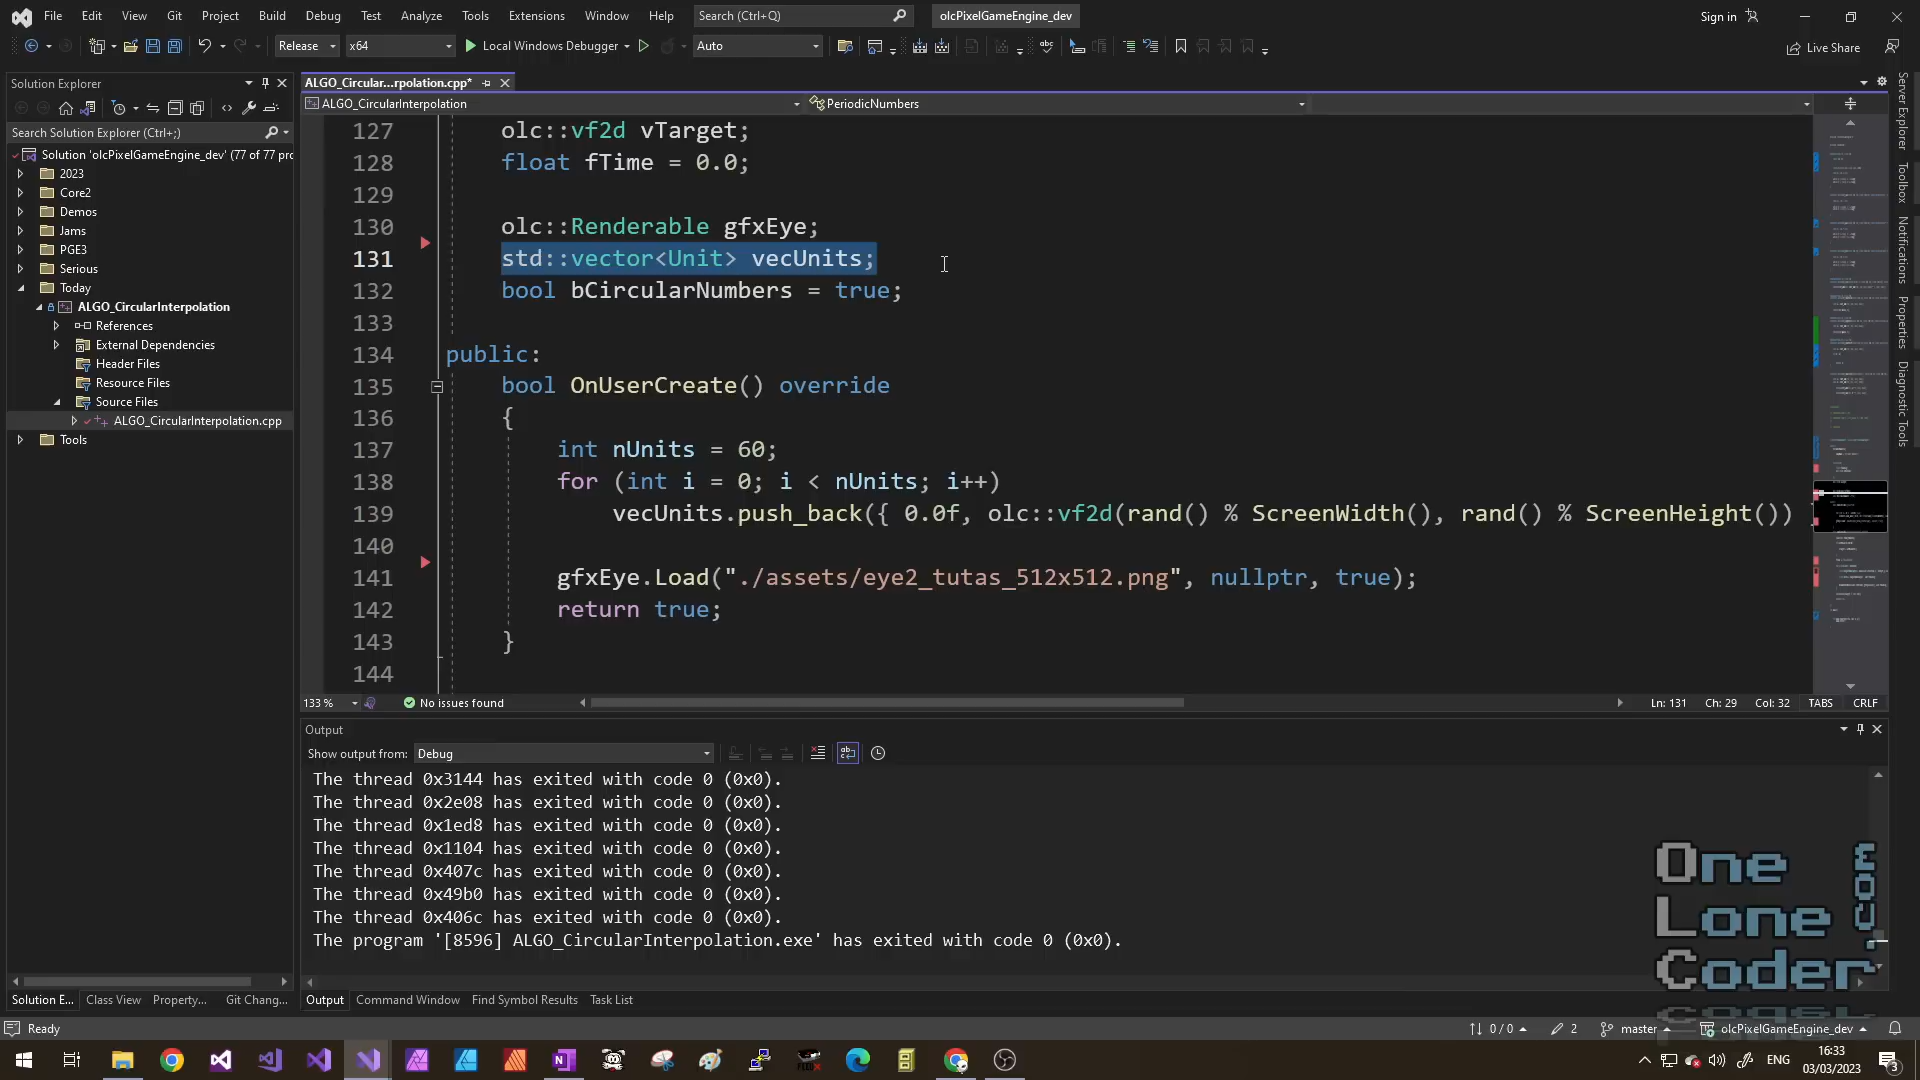 File Edit View Git Project Build Debug Test Analyze Tools Extensions Window Help Search (Ctrl+Q) olcPixelGameEngine_dev Sign in
Release x64 Local Windows Debugger Auto Live Share
Solution Explorer
Search Solution Explorer (Ctrl+;)
Solution 'olcPixelGameEngine_dev' (77 of 77 pro
2023
Core2
Demos
Jams
PGE3
Serious
Today
ALGO_CircularInterpolation
References
External Dependencies
Header Files
Resource Files
Source Files
ALGO_CircularInterpolation.cpp
Tools
Solution E... Class View Property... Git Chang...
ALGO_Circular...rpolation.cpp*
ALGO_CircularInterpolation PeriodicNumbers
127 olc::vf2d vTarget;
128 float fTime = 0.0;
129
130 olc::Renderable gfxEye;
131 std::vector<Unit> vecUnits;
132 bool bCircularNumbers = true;
133
134 public:
135 bool OnUserCreate() override
136 {
137 int nUnits = 60;
138 for (int i = 0; i < nUnits; i++)
139 vecUnits.push_back({ 0.0f, olc::vf2d(rand() % ScreenWidth(), rand() % ScreenHeight())
140
141 gfxEye.Load("./assets/eye2_tutas_512x512.png", nullptr, true);
142 return true;
143 }
144
133 % No issues found Ln: 131 Ch: 29 Col: 32 TABS CRLF
Output
Show output from: Debug
The thread 0x3144 has exited with code 0 (0x0).
The thread 0x2e08 has exited with code 0 (0x0).
The thread 0x1ed8 has exited with code 0 (0x0).
The thread 0x1104 has exited with code 0 (0x0).
The thread 0x407c has exited with code 0 (0x0).
The thread 0x49b0 has exited with code 0 (0x0).
The thread 0x406c has exited with code 0 (0x0).
The program '[8596] ALGO_CircularInterpolation.exe' has exited with code 0 (0x0).
Output Command Window Find Symbol Results Task List
Server Explorer
Toolbox
Notifications
Properties
Diagnostic Tools
One
Lone
Coder
.com
Ready 0 / 0 2 master olcPixelGameEngine_dev
ENG 16:33
03/03/2023
3